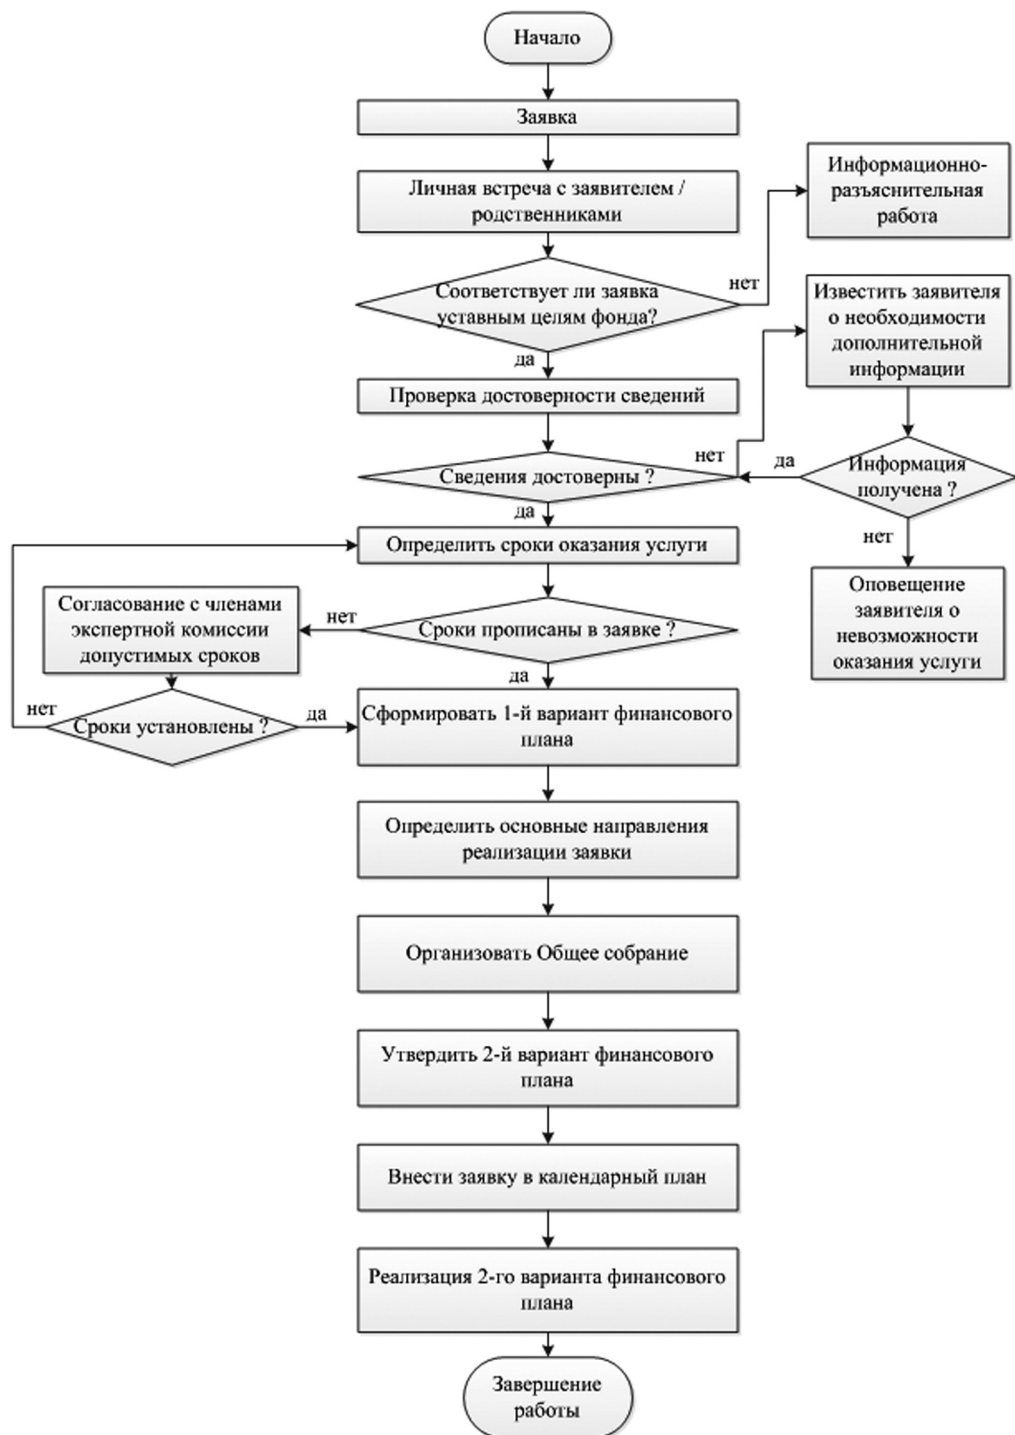 Начало
Заявка
Личная встреча с заявителем /
родственниками
Информационно-
разъяснительная
работа
Соответствует ли заявка
уставным целям фонда?
нет
да
Известить заявителя
о необходимости
дополнительной
информации
Проверка достоверности сведений
Сведения достоверны ?
нет
да
Информация
получена ?
да
нет
Оповещение
заявителя о
невозможности
оказания услуги
Определить сроки оказания услуги
Сроки прописаны в заявке ?
нет
да
Согласование с членами
экспертной комиссии
допустимых сроков
Сроки установлены ?
нет
да
Сформировать 1-й вариант финансового
плана
Определить основные направления
реализации заявки
Организовать Общее собрание
Утвердить 2-й вариант финансового
плана
Внести заявку в календарный план
Реализация 2-го варианта финансового
плана
Завершение
работы